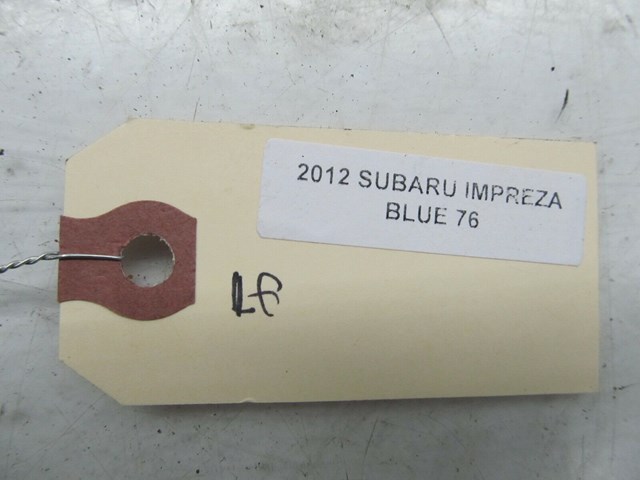 2012 SUBARU IMPREZA
BLUE 76
LF